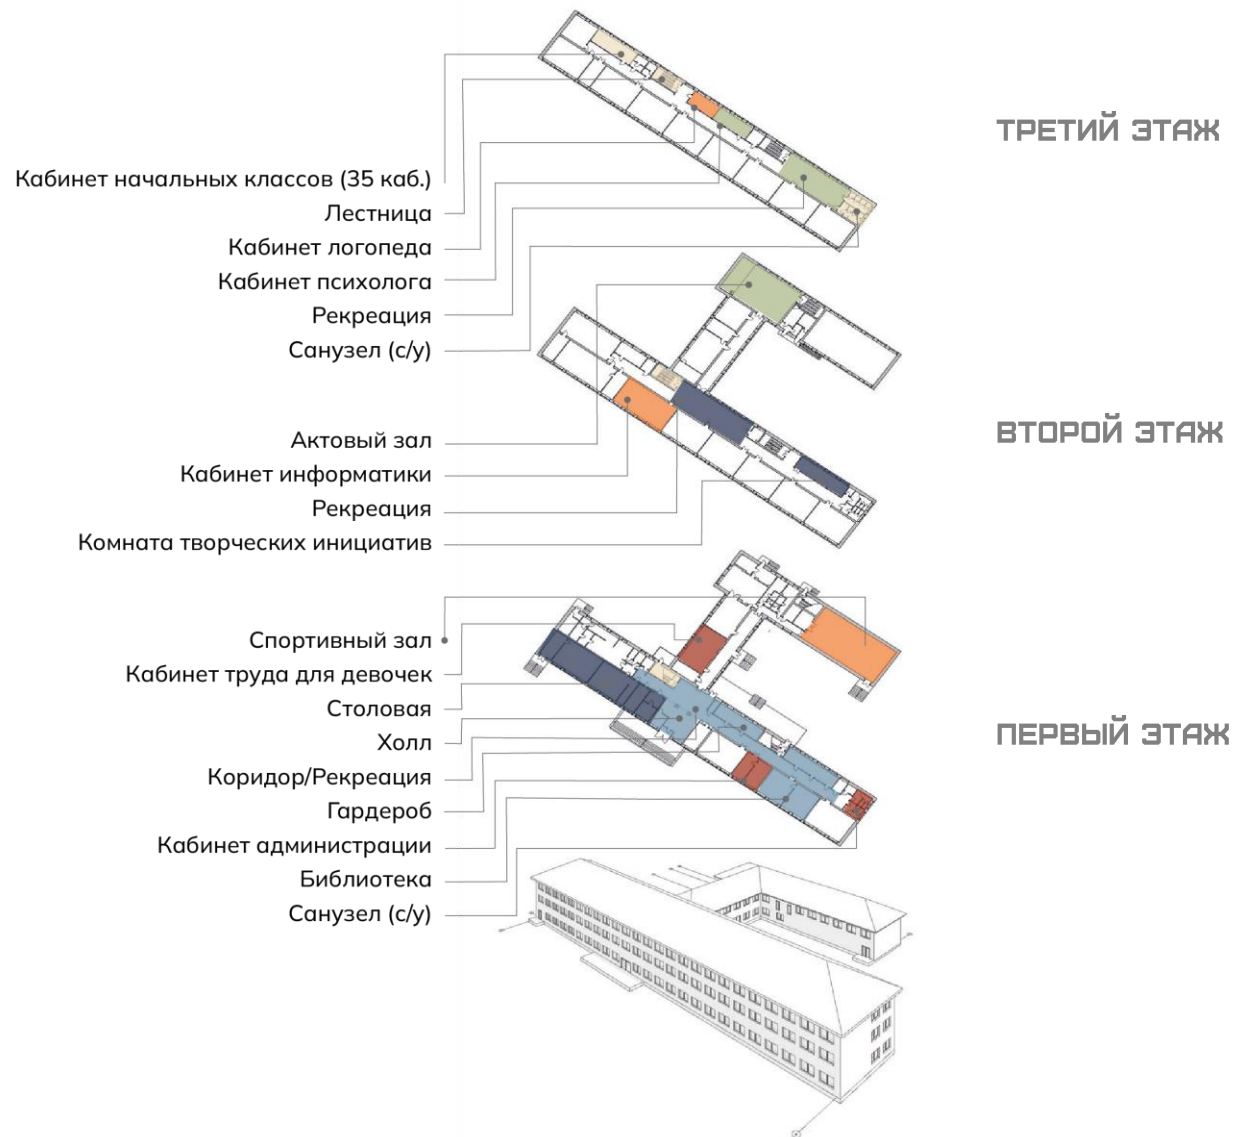 ТРЕТИЙ ЭТАЖ
Кабинет начальных классов (35 каб.)
Лестница
Кабинет логопеда
Кабинет психолога
Рекреация
Санузел (с/у)
ВТОРОЙ ЭТАЖ
Актовый зал
Кабинет информатики
Рекреация
Комната творческих инициатив
ПЕРВЫЙ ЭТАЖ
Спортивный зал
Кабинет труда для девочек
Столовая
Холл
Коридор/Рекреация
Гардероб
Кабинет администрации
Библиотека
Санузел (с/у)